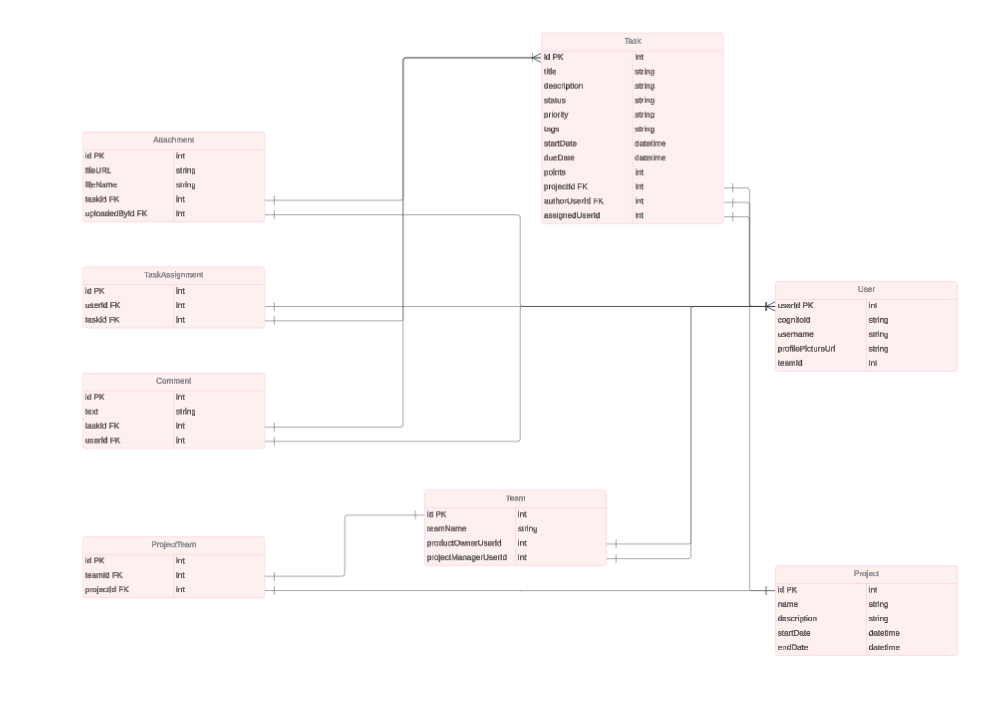 Task
id PK int
title string
description string
status string
priority string
tags string
startDate datetime
dueDate datetime
points int
projectId FK int
authorUserId FK int
assignedUserId int
Attachment
id PK int
fileURL string
fileName string
taskId FK int
uploadedById FK int
TaskAssignment
id PK int
userId FK int
taskId FK int
User
userId PK int
cognitoId string
username string
profilePictureUrl string
teamId int
Comment
id PK int
text string
taskId FK int
userId FK int
Team
id PK int
teamName string
productOwnerUserId int
projectManagerUserId int
ProjectTeam
id PK int
teamId FK int
projectId FK int
Project
id PK int
name string
description string
startDate datetime
endDate datetime